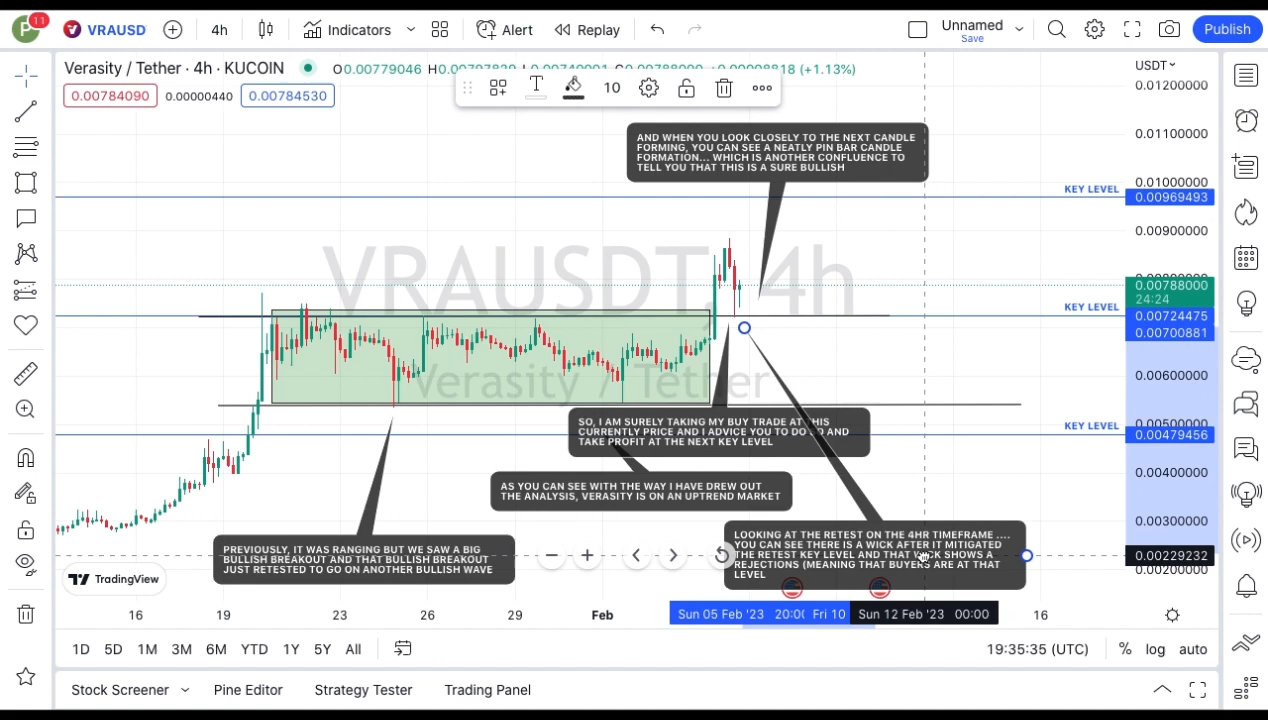 P
11
VRAUSD
4h
Indicators
Alert
Replay
Unnamed
Save
Publish
Verasity / Tether · 4h · KUCOIN
O0.00779046
(+1.13%)
0.00784090
0.00000440
0.00784530
10
USDT
0.01200000
0.01100000
0.01000000
0.00969493
0.00900000
0.00788000
24:24
0.00724475
0.00700881
0.00600000
0.00479456
0.00400000
0.00300000
0.00229232
0.00200000
AND WHEN YOU LOOK CLOSELY TO THE NEXT CANDLE
FORMING, YOU CAN SEE A NEATLY PIN BAR CANDLE
FORMATION... WHICH IS ANOTHER CONFLUENCE TO
TELL YOU THAT THIS IS A SURE BULLISH
KEY LEVEL
KEY LEVEL
KEY LEVEL
VRAUSDT, 4h
Verasity / Tether
SO, I AM SURELY TAKING MY BUY TRADE AT THIS
CURRENTLY PRICE AND I ADVICE YOU TO DO SO AND
TAKE PROFIT AT THE NEXT KEY LEVEL
AS YOU CAN SEE WITH THE WAY I HAVE DREW OUT
THE ANALYSIS, VERASITY IS ON AN UPTREND MARKET
PREVIOUSLY, IT WAS RANGING BUT WE SAW A BIG
BULLISH BREAKOUT AND THAT BULLISH BREAKOUT
JUST RETESTED TO GO ON ANOTHER BULLISH WAVE
LOOKING AT THE RETEST ON THE 4HR TIMEFRAME ....
YOU CAN SEE THERE IS A WICK AFTER IT MITIGATED
THE RETEST KEY LEVEL AND THAT WICK SHOWS A
REJECTIONS (MEANING THAT BUYERS ARE AT THAT
LEVEL
TradingView
16
19
23
26
29
Feb
Sun 05 Feb '23
Fri 10
Sun 12 Feb '23 00:00
16
1D
5D
1M
3M
6M
YTD
1Y
5Y
All
19:35:35 (UTC)
%
log
auto
Stock Screener
Pine Editor
Strategy Tester
Trading Panel